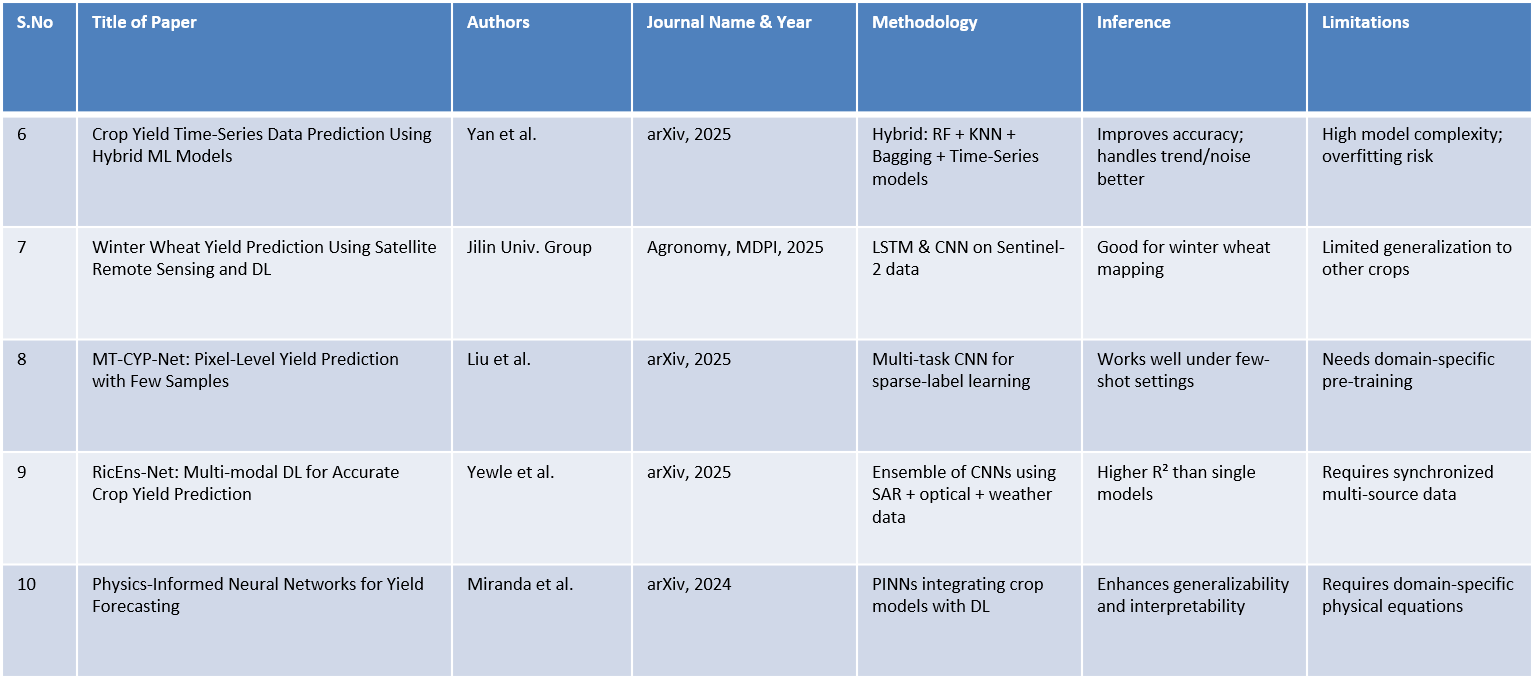 S.No
Title of Paper
Authors
Journal Name & Year
Methodology
Inference
Limitations
6
Crop Yield Time-Series Data Prediction Using
Hybrid ML Models
Yan et al.
arXiv, 2025
Hybrid: RF + KNN +
Bagging + Time-Series
models
Improves accuracy;
handles trend/noise
better
High model complexity;
overfitting risk
7
Winter Wheat Yield Prediction Using Satellite
Remote Sensing and DL
Jilin Univ. Group
Agronomy, MDPI, 2025
LSTM & CNN on Sentinel-
2 data
Good for winter wheat
mapping
Limited generalization to
other crops
8
MT-CYP-Net: Pixel-Level Yield Prediction
with Few Samples
Liu et al.
arXiv, 2025
Multi-task CNN for
sparse-label learning
Works well under few-
shot settings
Needs domain-specific
pre-training
9
RicEns-Net: Multi-modal DL for Accurate
Crop Yield Prediction
Yewle et al.
arXiv, 2025
Ensemble of CNNs using
SAR + optical + weather
data
Higher R² than single
models
Requires synchronized
multi-source data
10
Physics-Informed Neural Networks for Yield
Forecasting
Miranda et al.
arXiv, 2024
PINNs integrating crop
models with DL
Enhances generalizability
and interpretability
Requires domain-specific
physical equations